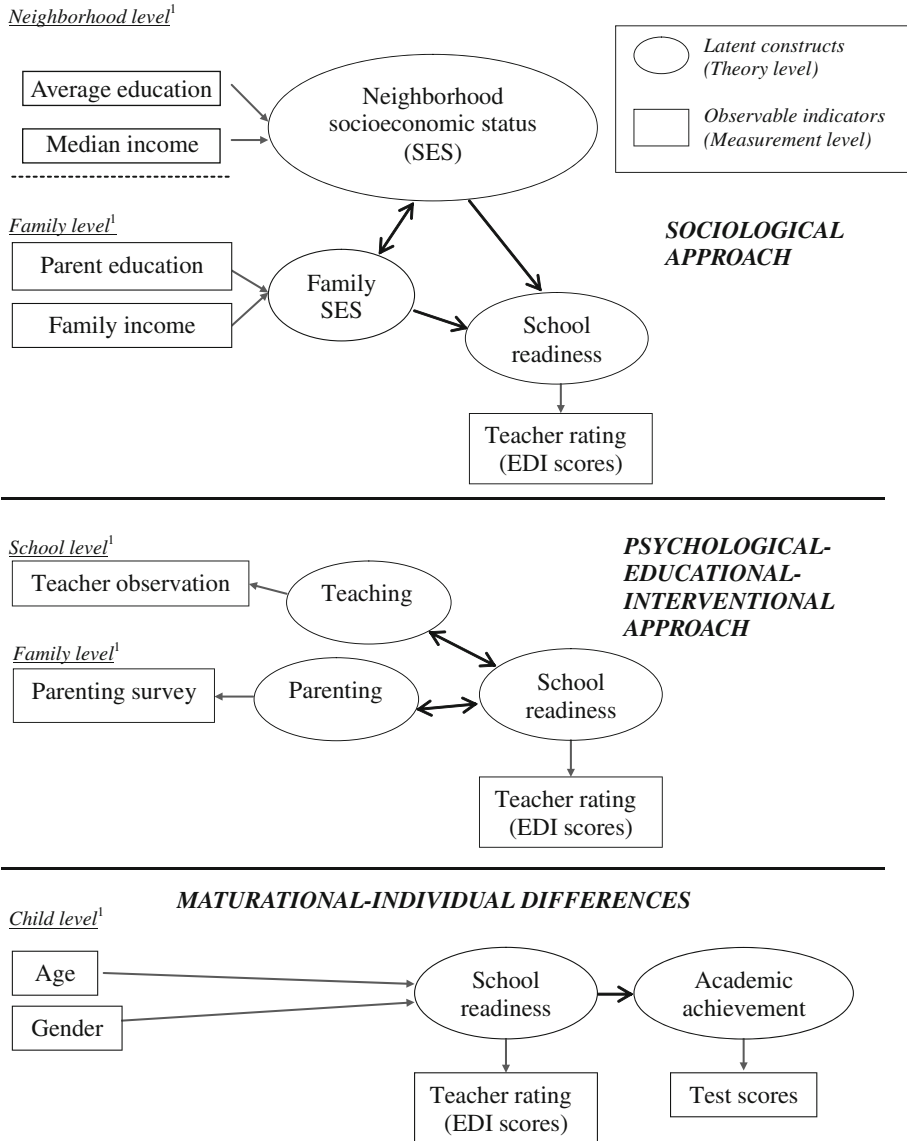 Neighborhood level1
Average education
Median income
Neighborhood
socioeconomic status
(SES)
Latent constructs
(Theory level)
Observable indicators
(Measurement level)
SOCIOLOGICAL
APPROACH
Family level1
Parent education
Family income
Family
SES
School
readiness
Teacher rating
(EDI scores)
School level1
Teacher observation
Teaching
PSYCHOLOGICAL-
EDUCATIONAL-
INTERVENTIONAL
APPROACH
Family level1
Parenting survey
Parenting
School
readiness
Teacher rating
(EDI scores)
MATURATIONAL-INDIVIDUAL DIFFERENCES
Child level1
Age
Gender
School
readiness
Academic
achievement
Teacher rating
(EDI scores)
Test scores